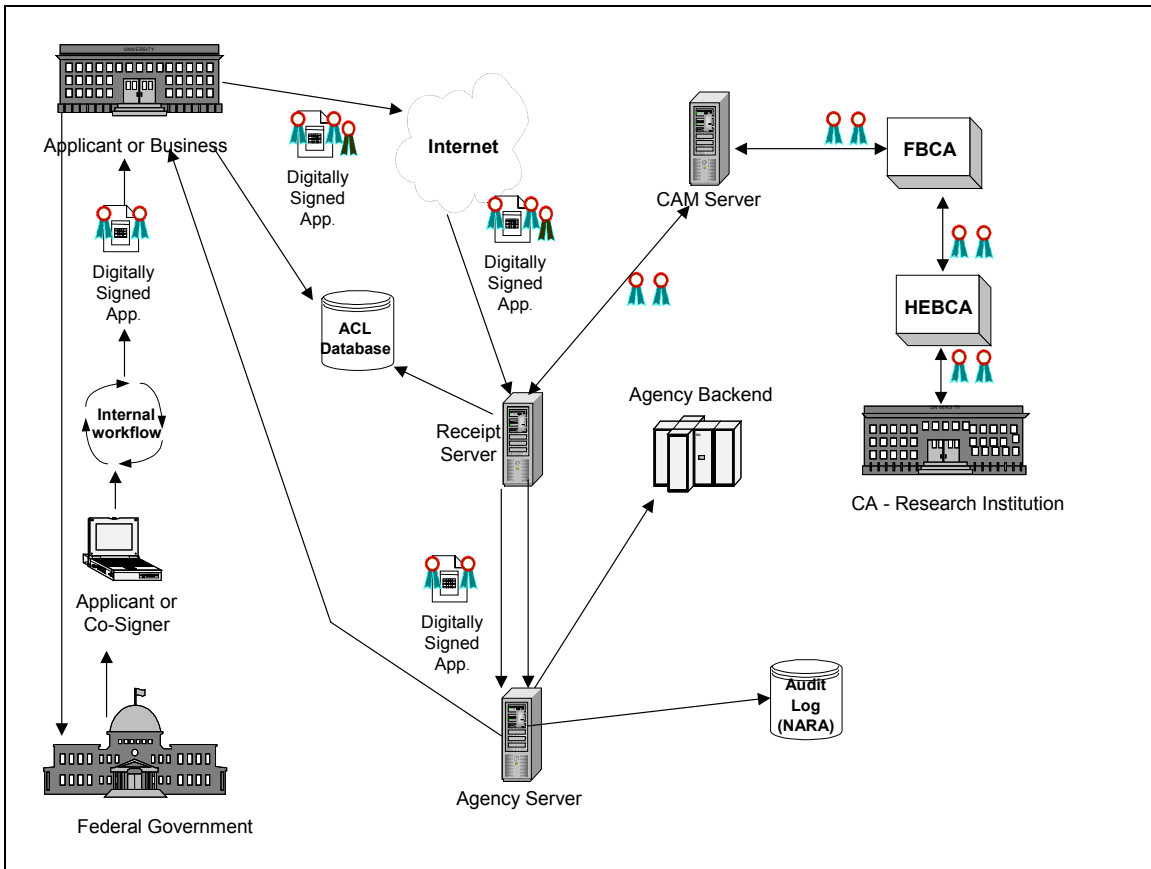 UNIVERSITY
Applicant or Business
Digitally
Signed
App.
Internal
workflow
Applicant or
Co-Signer
Federal Government
Digitally
Signed
App.
Internet
Digitally
Signed
App.
ACL
Database
Receipt
Server
Digitally
Signed
App.
Agency Server
CAM Server
FBCA
HEBCA
UNIVERSITY
CA - Research Institution
Agency Backend
Audit
Log
(NARA)